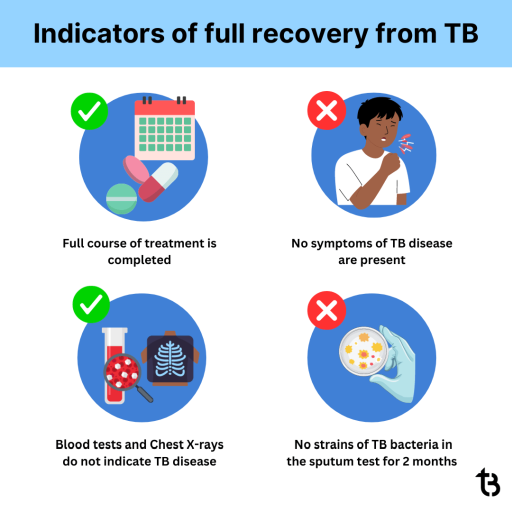 Indicators of full recovery from TB
Full course of treatment is
completed
No symptoms of TB disease
are present
Blood tests and Chest X-rays
do not indicate TB disease
No strains of TB bacteria in
the sputum test for 2 months
tB